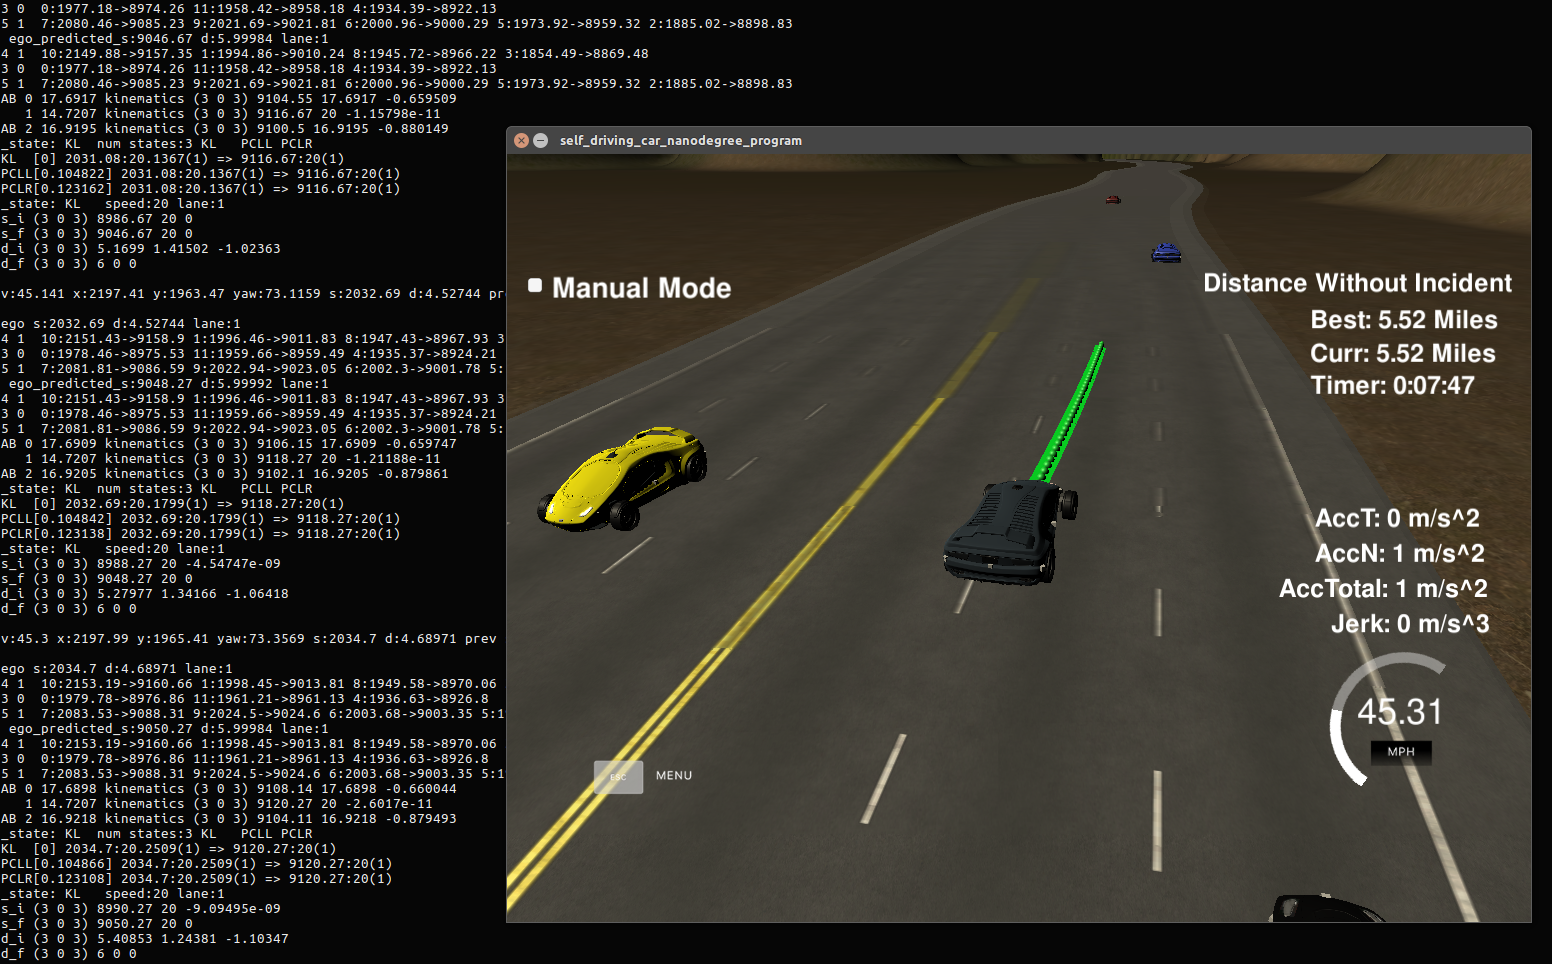 3 0  0:1977.18->8974.26 11:1958.42->8958.18 4:1934.39->8922.13
5 1  7:2080.46->9085.23 9:2021.69->9021.81 6:2000.96->9000.29 5:1973.92->8959.32 2:1885.02->8898.83
 ego_predicted_s:9046.67 d:5.99984 lane:1
4 1  10:2149.88->9157.35 1:1994.86->9010.24 8:1945.72->8966.22 3:1854.49->8869.48
3 0  0:1977.18->8974.26 11:1958.42->8958.18 4:1934.39->8922.13
5 1  7:2080.46->9085.23 9:2021.69->9021.81 6:2000.96->9000.29 5:1973.92->8959.32 2:1885.02->8898.83
AB 0 17.6917 kinematics (3 0 3) 9104.55 17.6917 -0.659509
   1 14.7207 kinematics (3 0 3) 9116.67 20 -1.15798e-11
AB 2 16.9195 kinematics (3 0 3) 9100.5 16.9195 -0.880149
_state: KL  num states:3 KL   PCLL PCLR
KL  [0] 2031.08:20.1367(1) => 9116.67:20(1)
PCLL[0.104822] 2031.08:20.1367(1) => 9116.67:20(1)
PCLR[0.123162] 2031.08:20.1367(1) => 9116.67:20(1)
_state: KL   speed:20 lane:1
s_i (3 0 3) 8986.67 20 0
s_f (3 0 3) 9046.67 20 0
d_i (3 0 3) 5.1699 1.41502 -1.02363
d_f (3 0 3) 6 0 0
v:45.141 x:2197.41 y:1963.47 yaw:73.1159 s:2032.69 d:4.52744 pr
ego s:2032.69 d:4.52744 lane:1
4 1  10:2151.43->9158.9 1:1996.46->9011.83 8:1947.43->8967.93 3
3 0  0:1978.46->8975.53 11:1959.66->8959.49 4:1935.37->8924.21
5 1  7:2081.81->9086.59 9:2022.94->9023.05 6:2002.3->9001.78 5:
 ego_predicted_s:9048.27 d:5.99992 lane:1
4 1  10:2151.43->9158.9 1:1996.46->9011.83 8:1947.43->8967.93 3
3 0  0:1978.46->8975.53 11:1959.66->8959.49 4:1935.37->8924.21
5 1  7:2081.81->9086.59 9:2022.94->9023.05 6:2002.3->9001.78 5:
AB 0 17.6909 kinematics (3 0 3) 9106.15 17.6909 -0.659747
   1 14.7207 kinematics (3 0 3) 9118.27 20 -1.21188e-11
AB 2 16.9205 kinematics (3 0 3) 9102.1 16.9205 -0.879861
_state: KL  num states:3 KL   PCLL PCLR
KL  [0] 2032.69:20.1799(1) => 9118.27:20(1)
PCLL[0.104842] 2032.69:20.1799(1) => 9118.27:20(1)
PCLR[0.123138] 2032.69:20.1799(1) => 9118.27:20(1)
_state: KL   speed:20 lane:1
s_i (3 0 3) 8988.27 20 -4.54747e-09
s_f (3 0 3) 9048.27 20 0
d_i (3 0 3) 5.27977 1.34166 -1.06418
d_f (3 0 3) 6 0 0
v:45.3 x:2197.99 y:1965.41 yaw:73.3569 s:2034.7 d:4.68971 prev
ego s:2034.7 d:4.68971 lane:1
4 1  10:2153.19->9160.66 1:1998.45->9013.81 8:1949.58->8970.06
3 0  0:1979.78->8976.86 11:1961.21->8961.13 4:1936.63->8926.8
5 1  7:2083.53->9088.31 9:2024.5->9024.6 6:2003.68->9003.35 5:1
 ego_predicted_s:9050.27 d:5.99984 lane:1
4 1  10:2153.19->9160.66 1:1998.45->9013.81 8:1949.58->8970.06
3 0  0:1979.78->8976.86 11:1961.21->8961.13 4:1936.63->8926.8
5 1  7:2083.53->9088.31 9:2024.5->9024.6 6:2003.68->9003.35 5:1
AB 0 17.6898 kinematics (3 0 3) 9108.14 17.6898 -0.660044
   1 14.7207 kinematics (3 0 3) 9120.27 20 -2.6017e-11
AB 2 16.9218 kinematics (3 0 3) 9104.11 16.9218 -0.879493
_state: KL  num states:3 KL   PCLL PCLR
KL  [0] 2034.7:20.2509(1) => 9120.27:20(1)
PCLL[0.104866] 2034.7:20.2509(1) => 9120.27:20(1)
PCLR[0.123108] 2034.7:20.2509(1) => 9120.27:20(1)
_state: KL   speed:20 lane:1
s_i (3 0 3) 8990.27 20 -9.09495e-09
s_f (3 0 3) 9050.27 20 0
d_i (3 0 3) 5.40853 1.24381 -1.10347
d_f (3 0 3) 6 0 0
self_driving_car_nanodegree_program
Manual Mode
Distance Without Incident
Best: 5.52 Miles
Curr: 5.52 Miles
Timer: 0:07:47
AccT: 0 m/s^2
AccN: 1 m/s^2
AccTotal: 1 m/s^2
Jerk: 0 m/s^3
45.31
MPH
ESC MENU